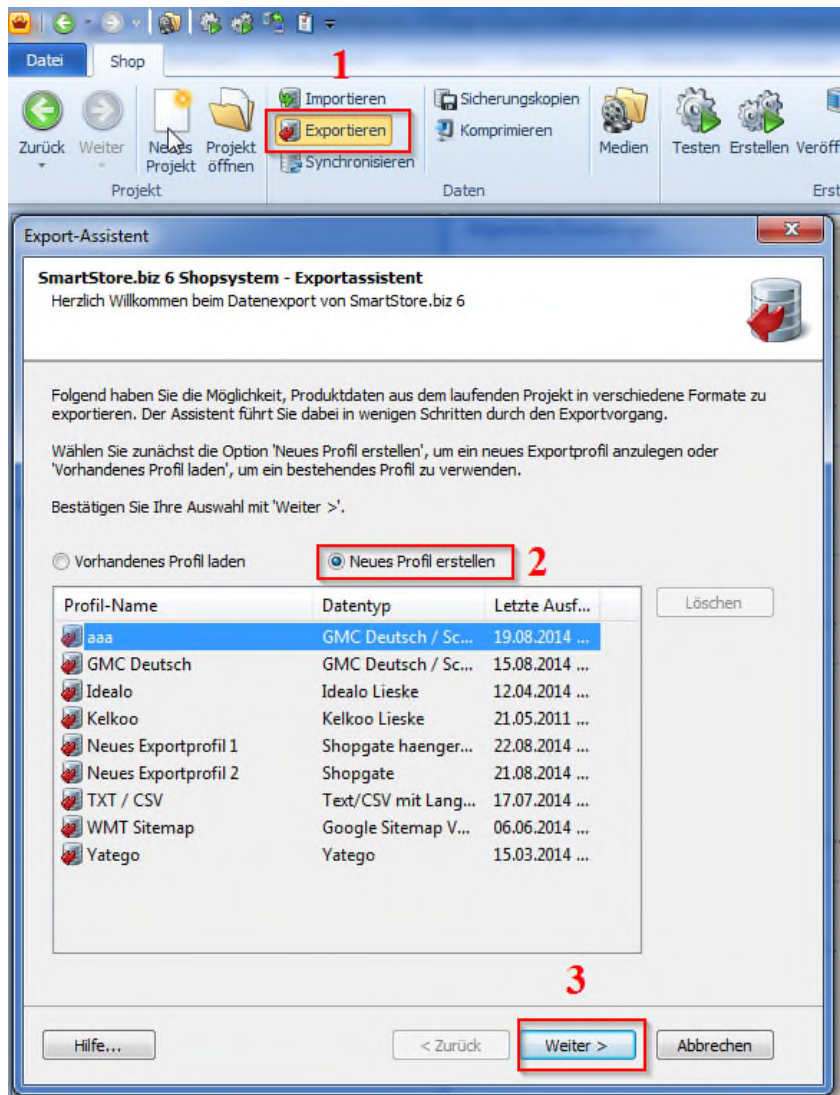 Datei Shop
1
Zurück Weiter Neues Projekt Projekt öffnen
Importieren
Exportieren
Synchronisieren
Sicherungskopien
Komprimieren
Medien Testen Erstellen Veröff
Projekt Daten Erst
Export-Assistent
SmartStore.biz 6 Shopsystem - Exportassistent
Herzlich Willkommen beim Datenexport von SmartStore.biz 6
Folgend haben Sie die Möglichkeit, Produktdaten aus dem laufenden Projekt in verschiedene Formate zu
exportieren. Der Assistent führt Sie dabei in wenigen Schritten durch den Exportvorgang.
Wählen Sie zunächst die Option 'Neues Profil erstellen', um ein neues Exportprofil anzulegen oder
'Vorhandenes Profil laden', um ein bestehendes Profil zu verwenden.
Bestätigen Sie Ihre Auswahl mit 'Weiter >'.
Vorhandenes Profil laden Neues Profil erstellen 2
Profil-Name Datentyp Letzte Ausf... Löschen
aaa GMC Deutsch / Sc... 19.08.2014 ...
GMC Deutsch GMC Deutsch / Sc... 15.08.2014 ...
Idealo Idealo Lieske 12.04.2014 ...
Kelkoo Kelkoo Lieske 21.05.2011 ...
Neues Exportprofil 1 Shopgate haenger... 22.08.2014 ...
Neues Exportprofil 2 Shopgate 21.08.2014 ...
TXT / CSV Text/CSV mit Lang... 17.07.2014 ...
WMT Sitemap Google Sitemap V... 06.06.2014 ...
Yatego Yatego 15.03.2014 ...
3
Hilfe... < Zurück Weiter > Abbrechen